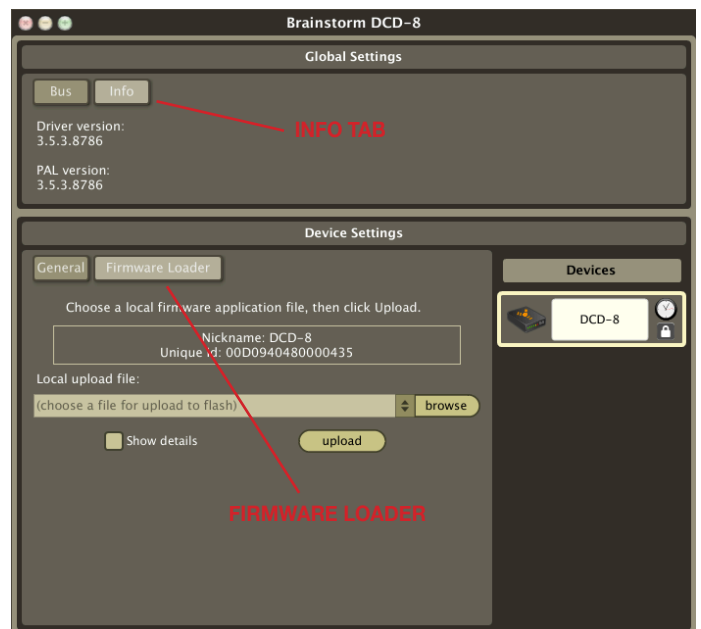 Brainstorm DCD-8
Global Settings
Bus Info
INFO TAB
Driver version:
3.5.3.8786
PAL version:
3.5.3.8786
Device Settings
General Firmware Loader
Devices
Choose a local firmware application file, then click Upload.
DCD-8
Nickname: DCD-8
Unique id: 00D0940480000435
Local upload file:
(choose a file for upload to flash) browse
Show details upload
FIRMWARE LOADER